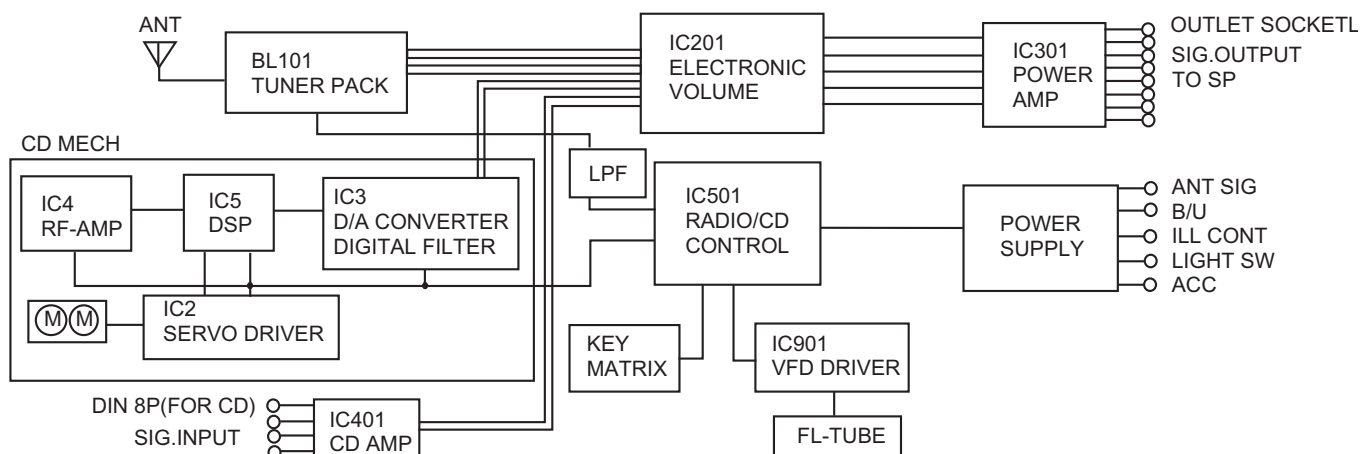 ANT
BL101
TUNER PACK
IC201
ELECTRONIC
VOLUME
IC301
POWER
AMP
OUTLET SOCKETL
SIG.OUTPUT
TO SP
CD MECH
IC4
RF-AMP
IC5
DSP
IC3
D/A CONVERTER
DIGITAL FILTER
LPF
IC501
RADIO/CD
CONTROL
POWER
SUPPLY
ANT SIG
B/U
ILL CONT
LIGHT SW
ACC
M M
IC2
SERVO DRIVER
KEY
MATRIX
IC901
VFD DRIVER
FL-TUBE
DIN 8P(FOR CD)
SIG.INPUT
IC401
CD AMP